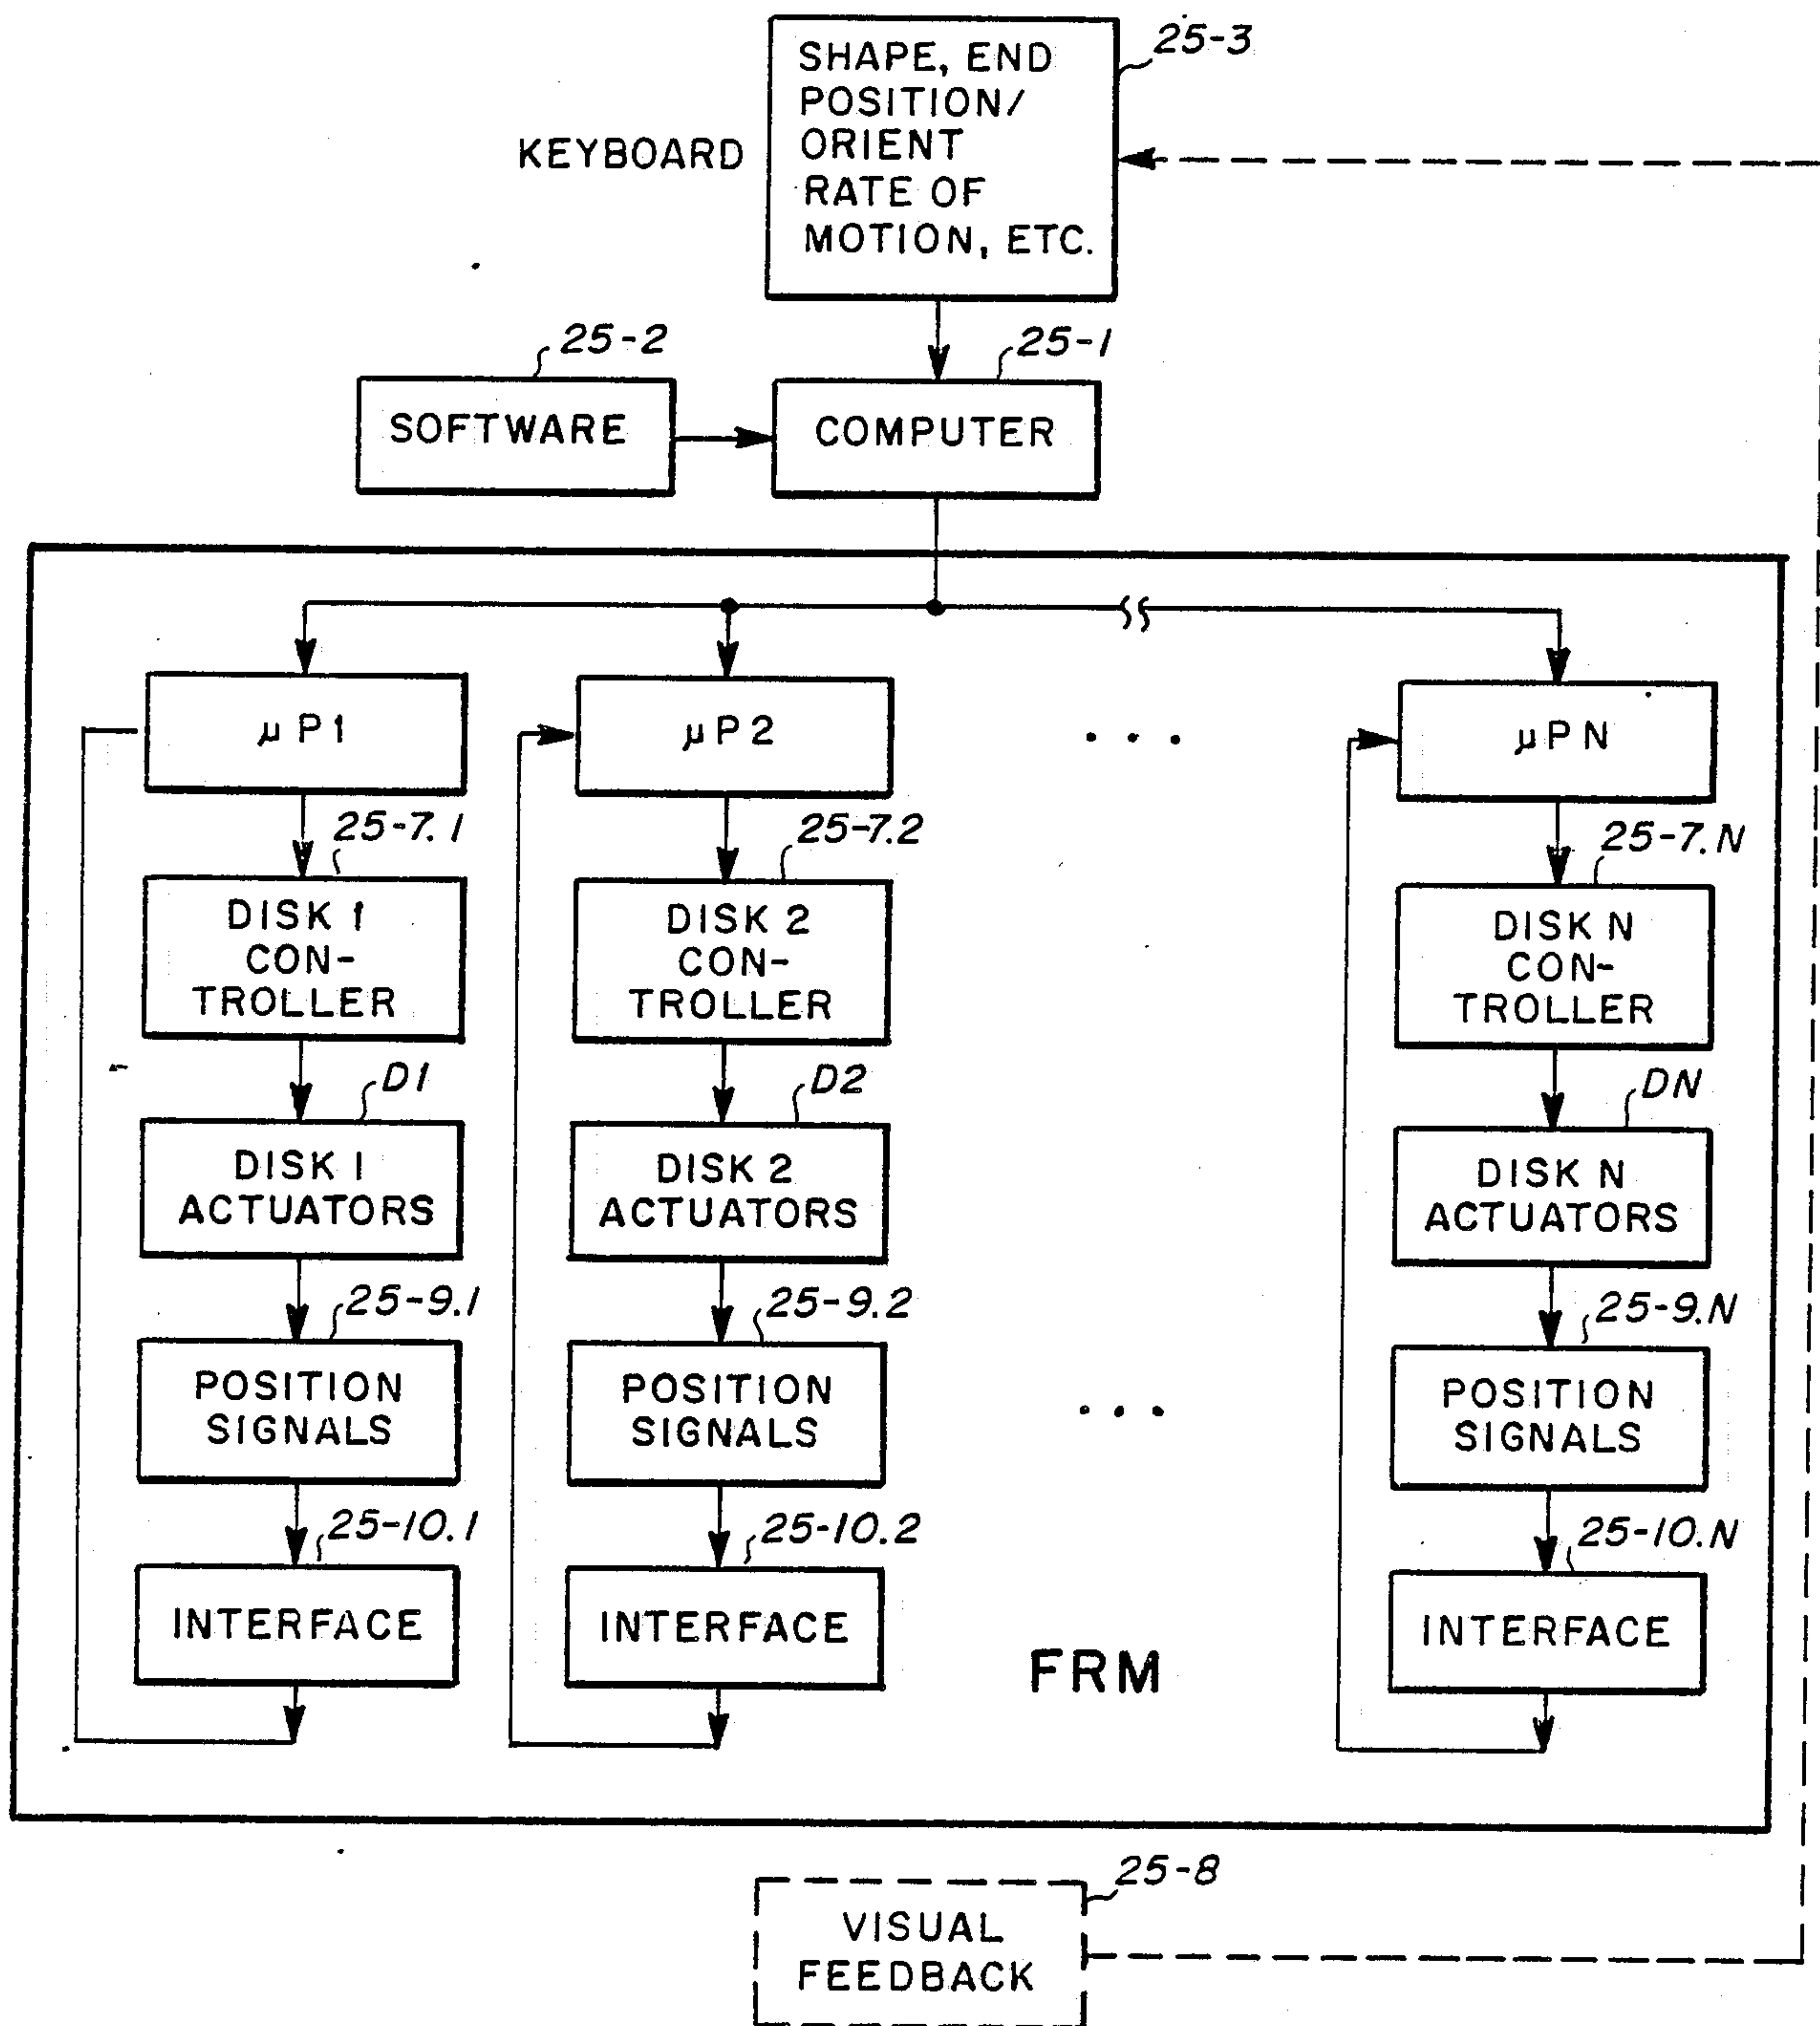 25-3
SHAPE, END
POSITION/
ORIENT
RATE OF
MOTION, ETC.
KEYBOARD
25-2
25-1
SOFTWARE
COMPUTER
μP1
μP2
. . .
μPN
25-7.1
25-7.2
25-7.N
DISK 1
CON-
TROLLER
DISK 2
CON-
TROLLER
DISK N
CON-
TROLLER
D1
D2
DN
DISK 1
ACTUATORS
DISK 2
ACTUATORS
DISK N
ACTUATORS
25-9.1
25-9.2
25-9.N
POSITION
SIGNALS
POSITION
SIGNALS
. . .
POSITION
SIGNALS
25-10.1
25-10.2
25-10.N
INTERFACE
INTERFACE
INTERFACE
FRM
25-8
VISUAL
FEEDBACK